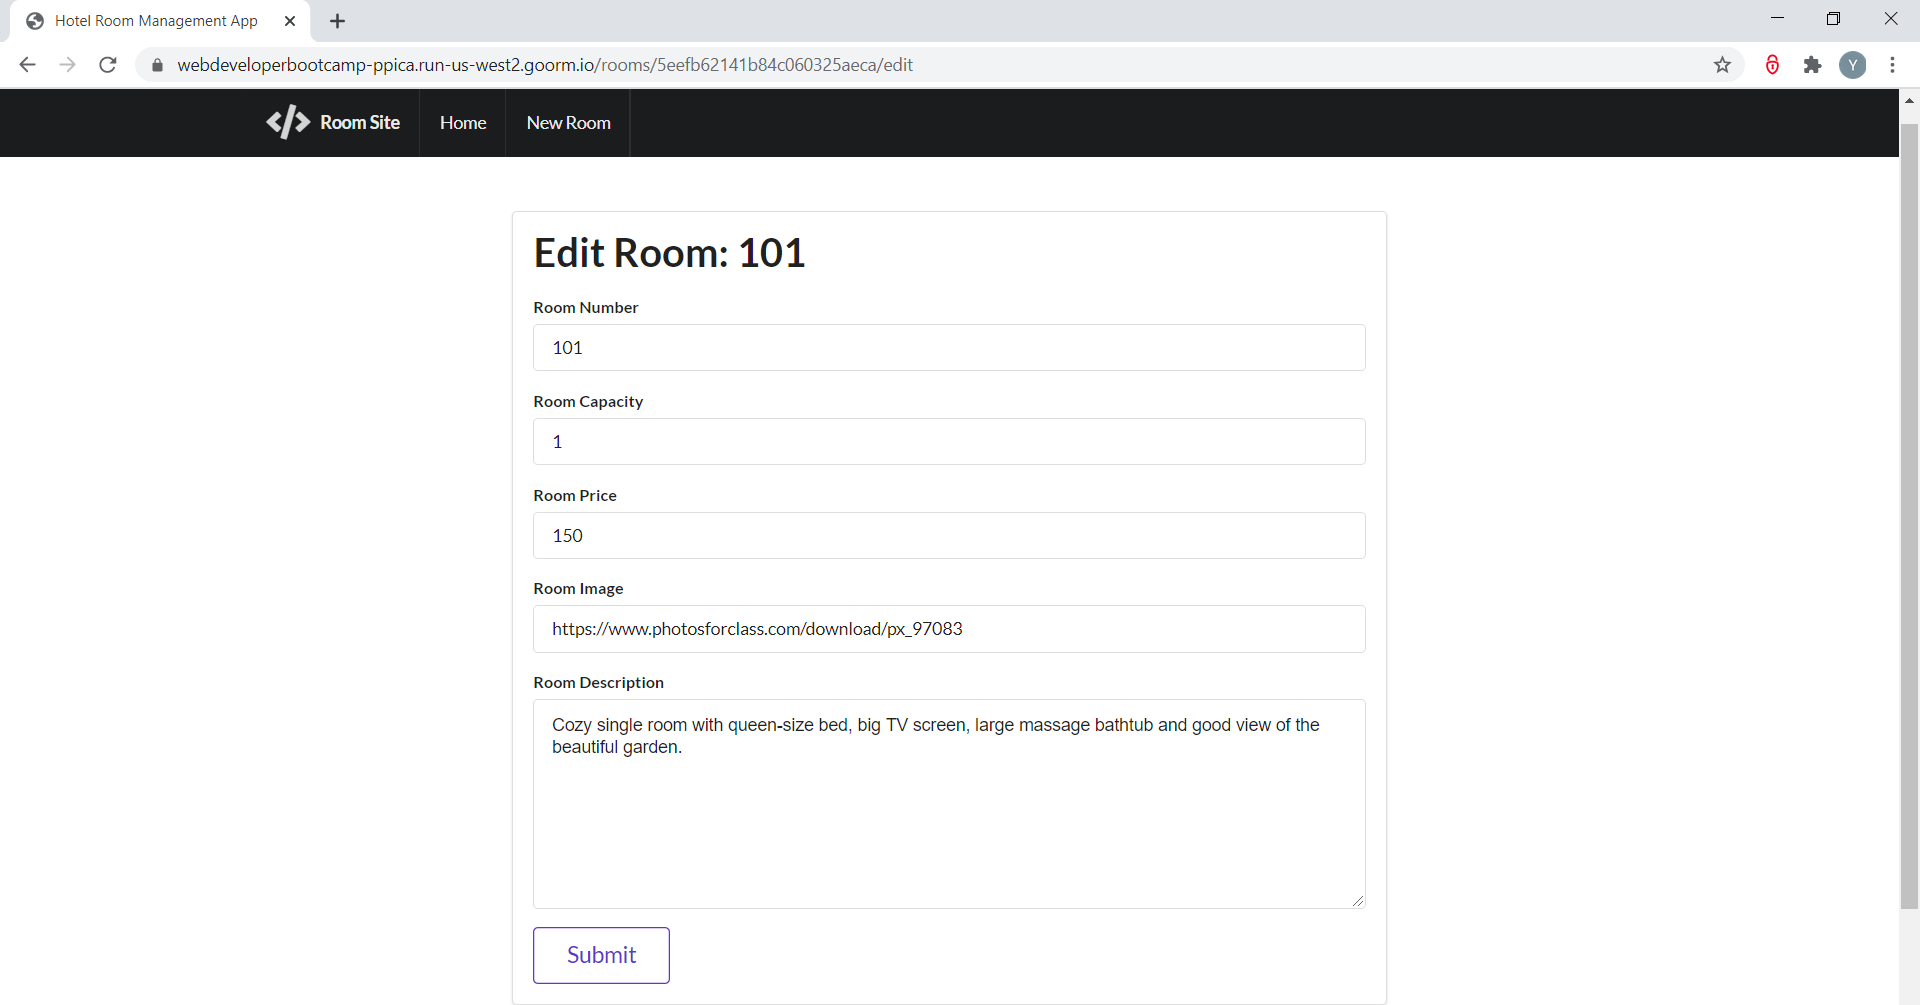 Hotel Room Management App
webdeveloperbootcamp-ppica.run-us-west2.goorm.io/rooms/5eefb62141b84c060325aeca/edit
Y
</> Room Site Home New Room
Edit Room: 101
Room Number
101
Room Capacity
1
Room Price
150
Room Image
https://www.photosforclass.com/download/px_97083
Room Description
Cozy single room with queen-size bed, big TV screen, large massage bathtub and good view of the
beautiful garden.
Submit